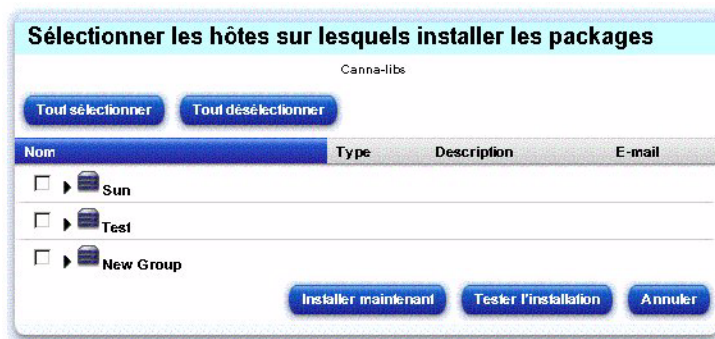 Sélectionner les hôtes sur lesquels installer les packages
Canna-libs
Tout sélectionner Tout désélectionner
Nom Type Description E-mail
Sun
Test
New Group
Installer maintenant Tester l'installation Annuler